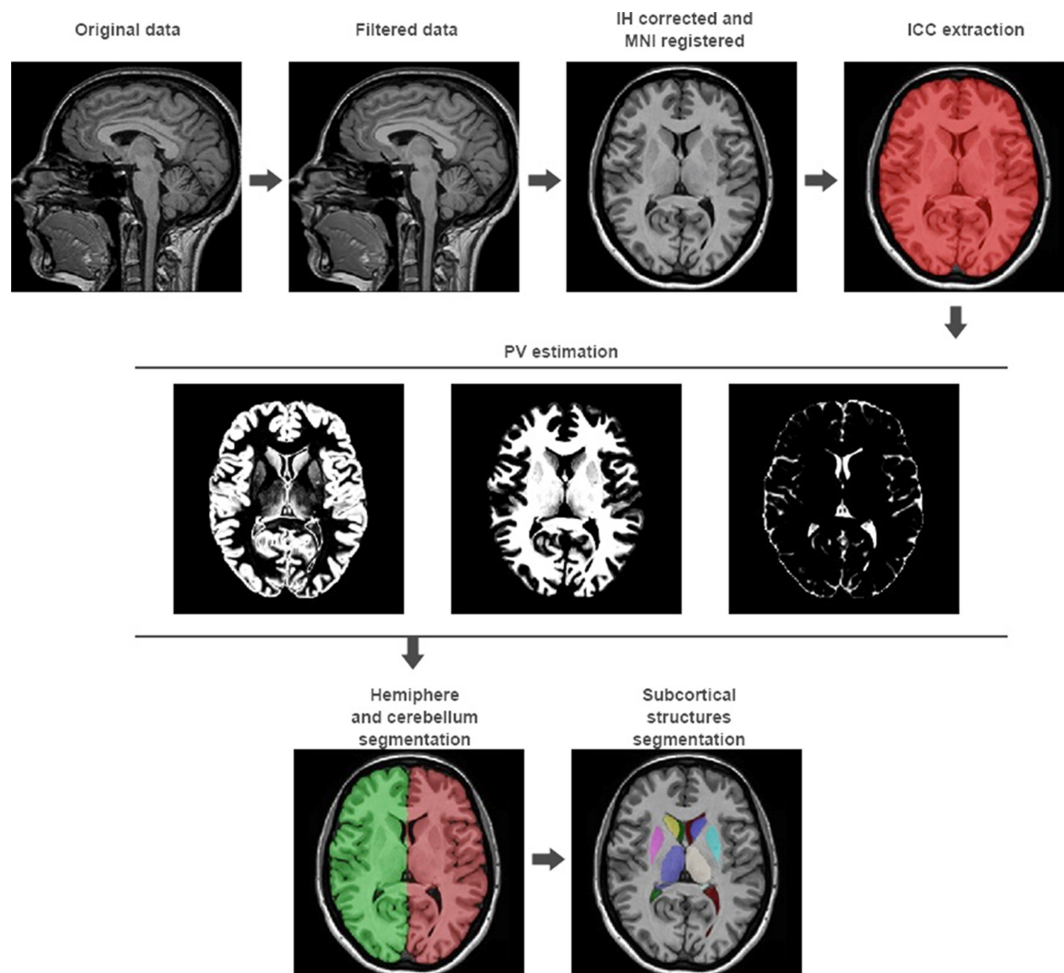 Original data
Filtered data
IH corrected and
MNI registered
ICC extraction
PV estimation
Hemiphere
and cerebellum
segmentation
Subcortical
structures
segmentation